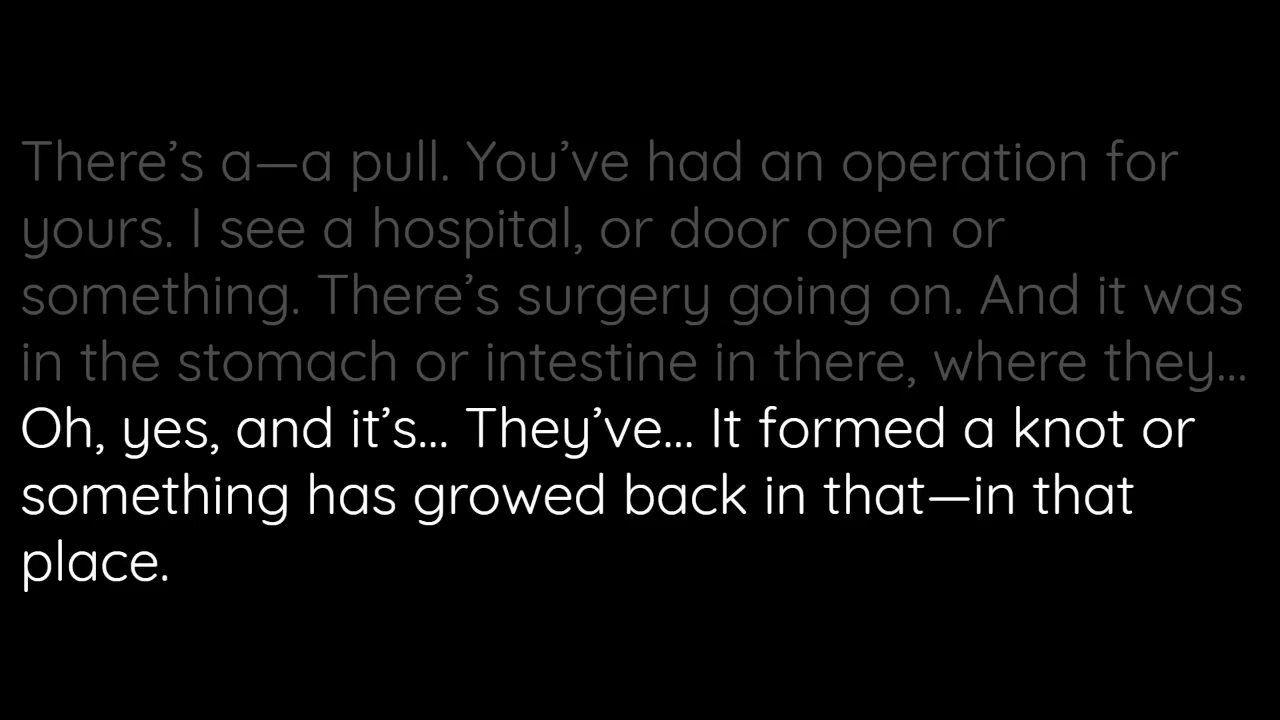 There’s a—a pull. You’ve had an operation for
yours. I see a hospital, or door open or
something. There’s surgery going on. And it was
in the stomach or intestine in there, where they…
Oh, yes, and it’s… They’ve… It formed a knot or
something has growed back in that—in that
place.